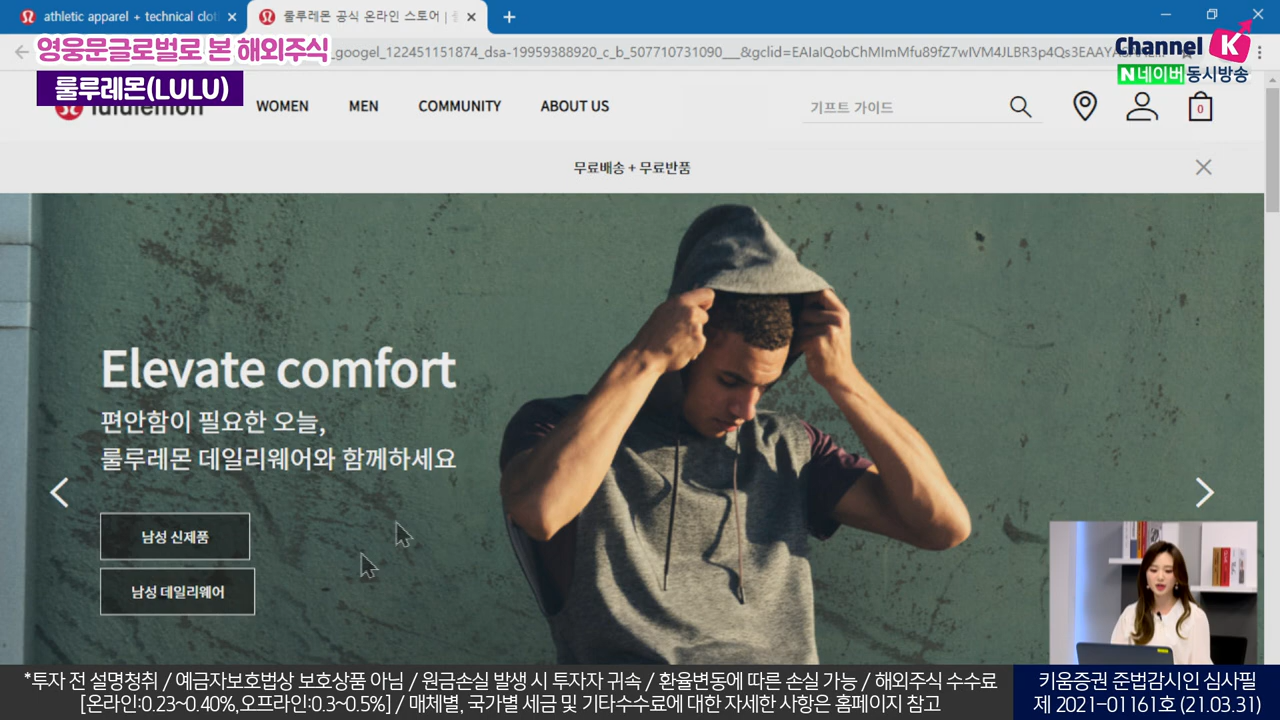 athletic apparel + technical clot
룰루레몬 공식 온라인 스토어 |
영웅문글로벌로 본 해외주식
룰루레몬(LULU)
Channel K
N 네이버 동시방송
lululemon
WOMEN
MEN
COMMUNITY
ABOUT US
기프트 가이드
0
무료배송 + 무료반품
Elevate comfort
편안함이 필요한 오늘,
룰루레몬 데일리웨어와 함께하세요
남성 신제품
남성 데일리웨어
*투자 전 설명청취 / 예금자보호법상 보호상품 아님 / 원금손실 발생 시 투자자 귀속 / 환율변동에 따른 손실 가능 / 해외주식 수수료
[온라인:0.23~0.40%,오프라인:0.3~0.5%] / 매체별, 국가별 세금 및 기타수수료에 대한 자세한 사항은 홈페이지 참고
키움증권 준법감시인 심사필
제 2021-01161호 (21.03.31)